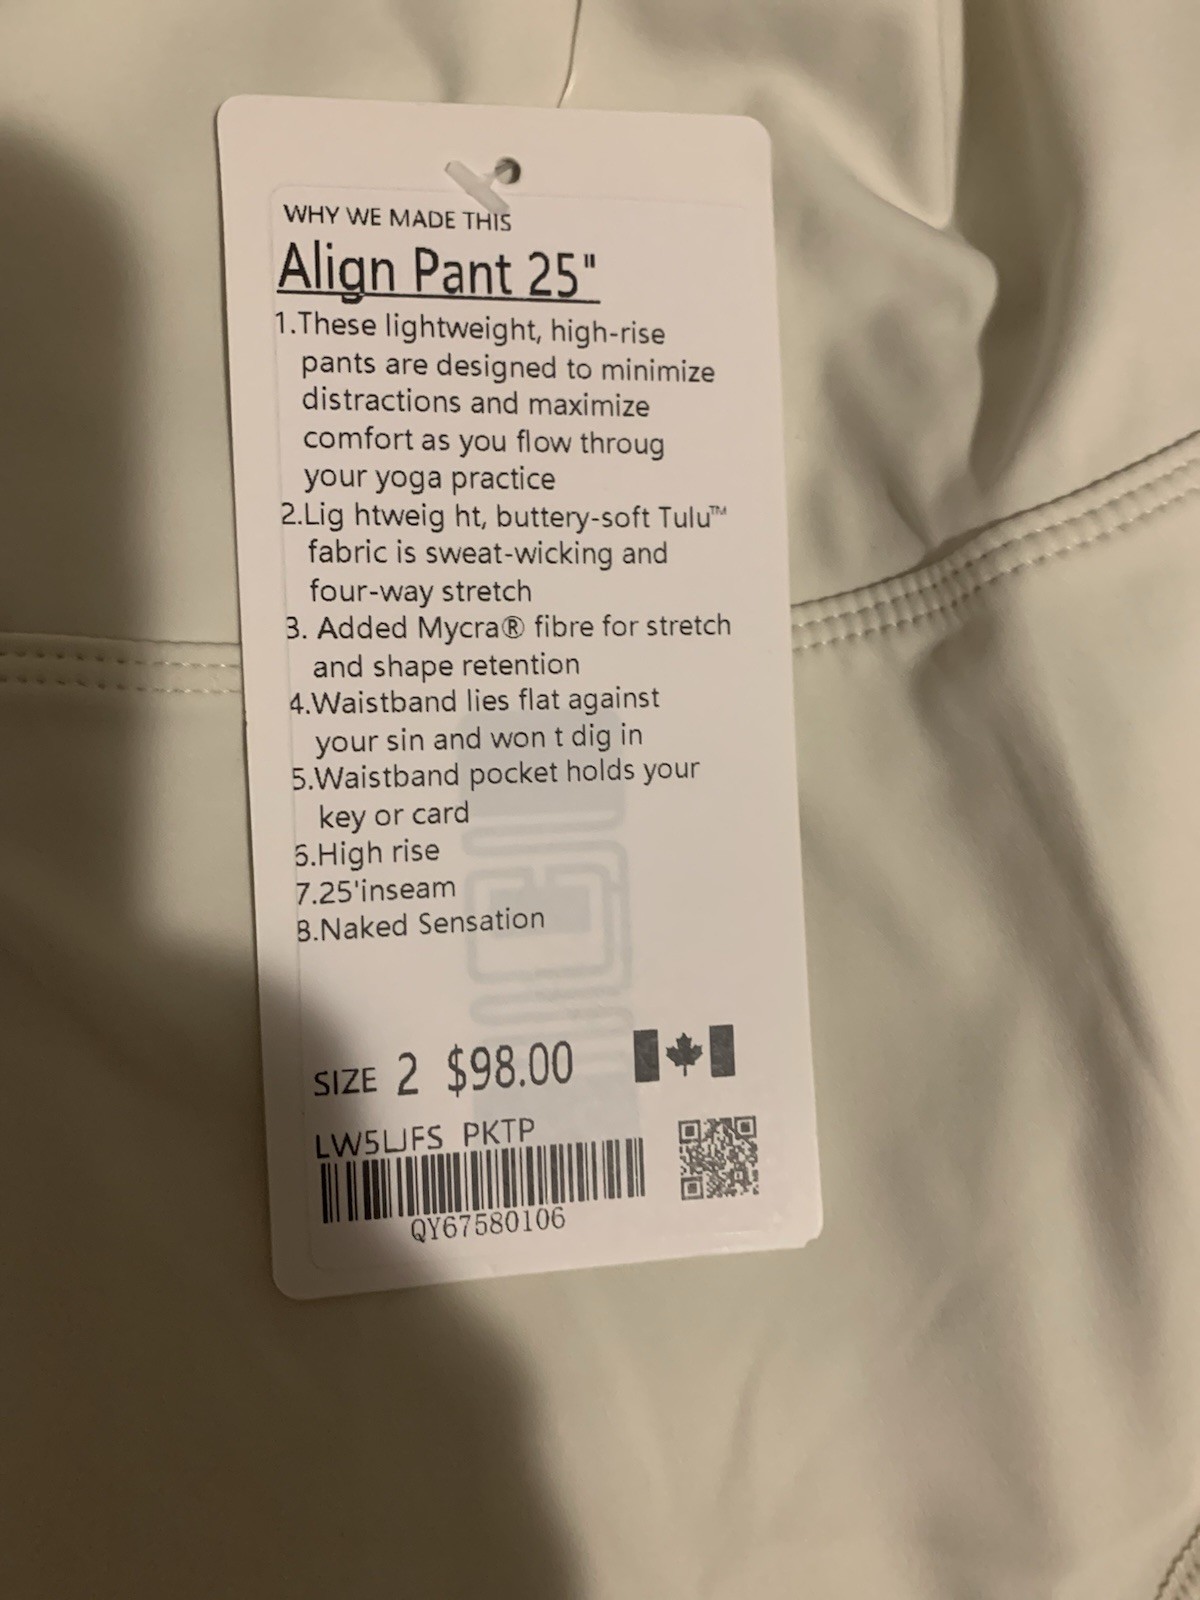 WHY WE MADE THIS
Align Pant 25"
1.These lightweight, high-rise
pants are designed to minimize
distractions and maximize
comfort as you flow throug
your yoga practice
2.Lig htweig ht, buttery-soft Tulu™
fabric is sweat-wicking and
four-way stretch
3. Added Mycra® fibre for stretch
and shape retention
4.Waistband lies flat against
your sin and won t dig in
5.Waistband pocket holds your
key or card
6.High rise
7.25'inseam
8.Naked Sensation
SIZE 2 $98.00
LW5LJFS PKTP
QY67580106